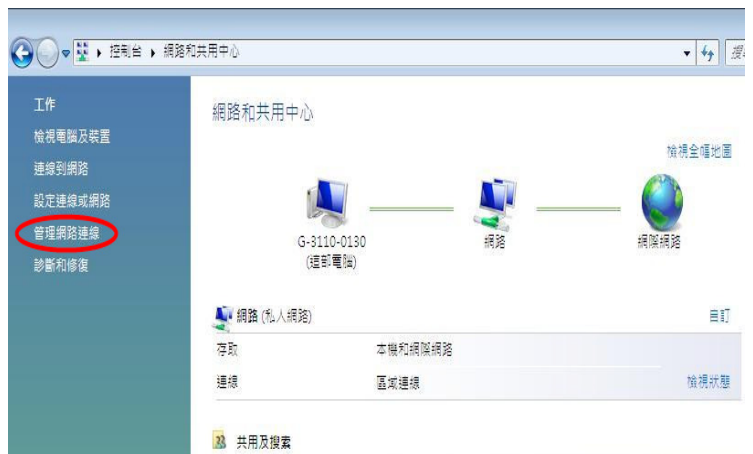 控制台 ▸ 網路和共用中心
工作
檢視電腦及裝置
連線到網路
設定連線或網路
管理網路連線
診斷和修復
網路和共用中心
檢視全幅地圖
G-3110-0130
(這部電腦)
網路
網際網路
網路 (私人網路)
自訂
存取
本機和網際網路
連線
區域連線
檢視狀態
共用及搜索